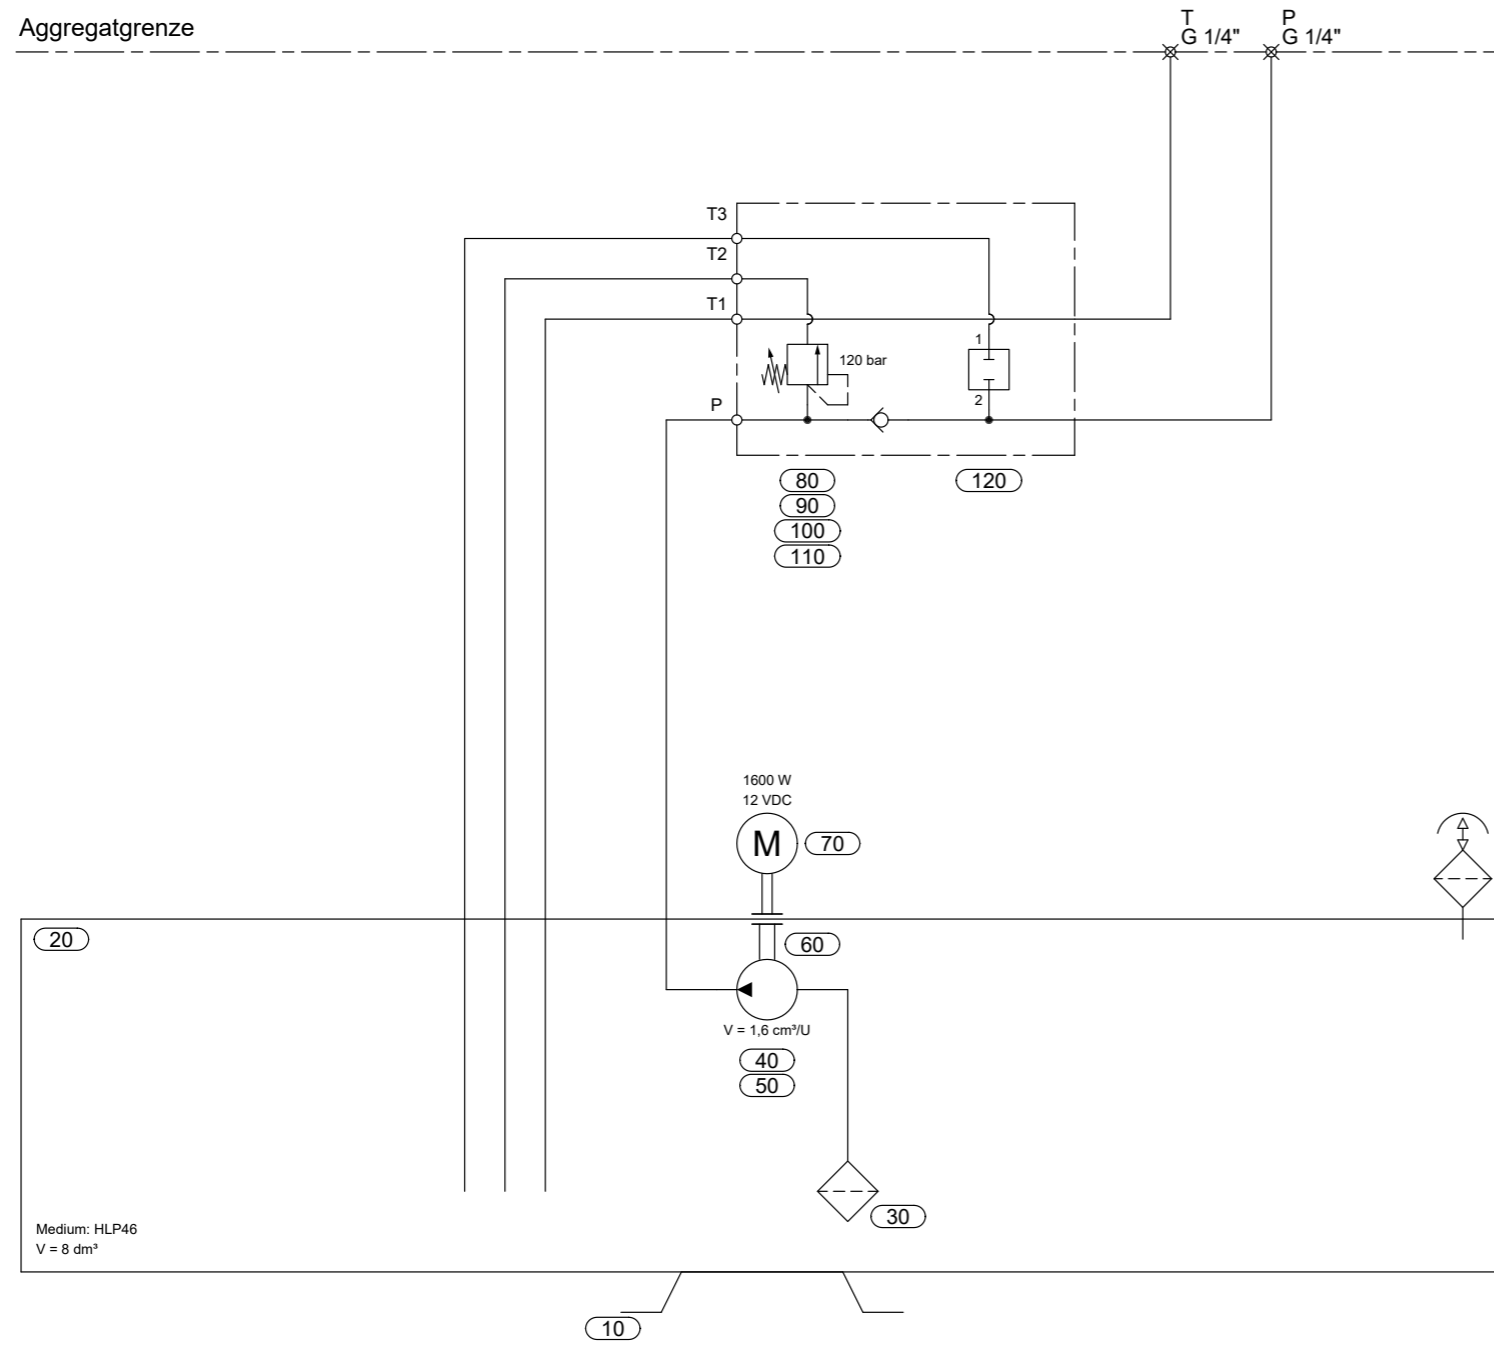 Aggregatgrenze
T
G 1/4"
P
G 1/4"
T3
T2
T1
1
120 bar
2
P
80
120
90
100
110
1600 W
12 VDC
M
70
20
60
V = 1,6 cm³/U
40
50
30
Medium: HLP46
V = 8 dm³
10